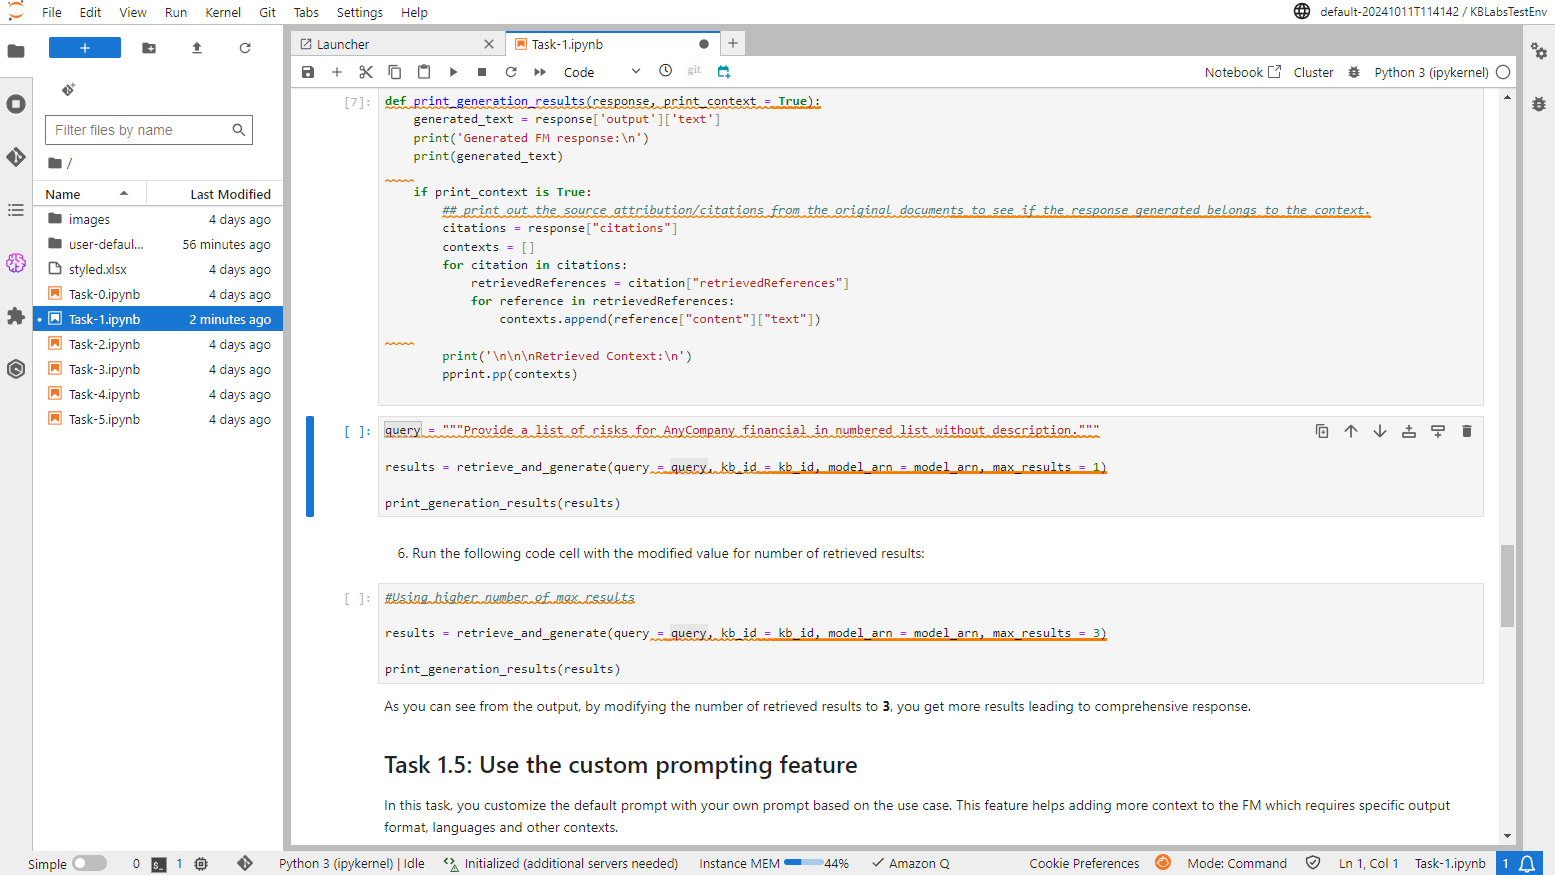 File Edit View Run Kernel Git Tabs Settings Help
default-20241011T114142 / KBLabsTestEnv
+
Filter files by name
/
Name Last Modified
images 4 days ago
user-defaul... 56 minutes ago
styled.xlsx 4 days ago
Task-0.ipynb 4 days ago
Task-1.ipynb 2 minutes ago
Task-2.ipynb 4 days ago
Task-3.ipynb 4 days ago
Task-4.ipynb 4 days ago
Task-5.ipynb 4 days ago
Launcher
Task-1.ipynb
Code
git
Notebook Cluster Python 3 (ipykernel)
[7]:
def print_generation_results(response, print_context = True):
    generated_text = response['output']['text']
    print('Generated FM response:\n')
    print(generated_text)
    if print_context is True:
        ## print out the source attribution/citations from the original documents to see if the response generated belongs to the context.
        citations = response["citations"]
        contexts = []
        for citation in citations:
            retrievedReferences = citation["retrievedReferences"]
            for reference in retrievedReferences:
                contexts.append(reference["content"]["text"])
        print('\n\n\nRetrieved Context:\n')
        pprint.pp(contexts)
[ ]:
query = """Provide a list of risks for AnyCompany financial in numbered list without description."""
results = retrieve_and_generate(query = query, kb_id = kb_id, model_arn = model_arn, max_results = 1)
print_generation_results(results)
6. Run the following code cell with the modified value for number of retrieved results:
[ ]:
#Using higher number of max results
results = retrieve_and_generate(query = query, kb_id = kb_id, model_arn = model_arn, max_results = 3)
print_generation_results(results)
As you can see from the output, by modifying the number of retrieved results to 3, you get more results leading to comprehensive response.
Task 1.5: Use the custom prompting feature
In this task, you customize the default prompt with your own prompt based on the use case. This feature helps adding more context to the FM which requires specific output
format, languages and other contexts.
Simple 0 1 Python 3 (ipykernel) | Idle Initialized (additional servers needed) Instance MEM 44% Amazon Q Cookie Preferences Mode: Command Ln 1, Col 1 Task-1.ipynb 1